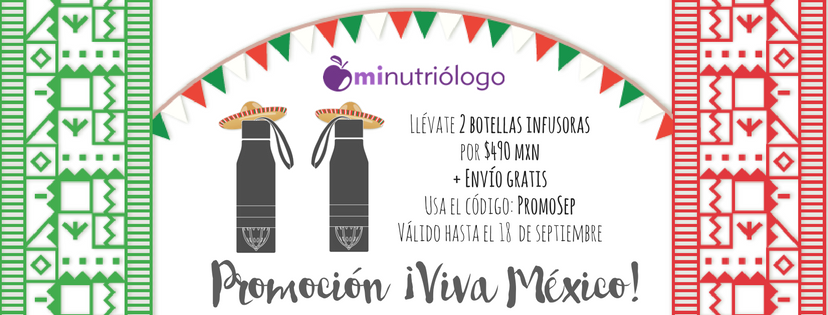 minutriólogo
Llévate 2 botellas infusoras
por $490 mxn
+ Envío gratis
Usa el código: PromoSep
Válido hasta el 18 de septiembre
Promoción ¡Viva México!